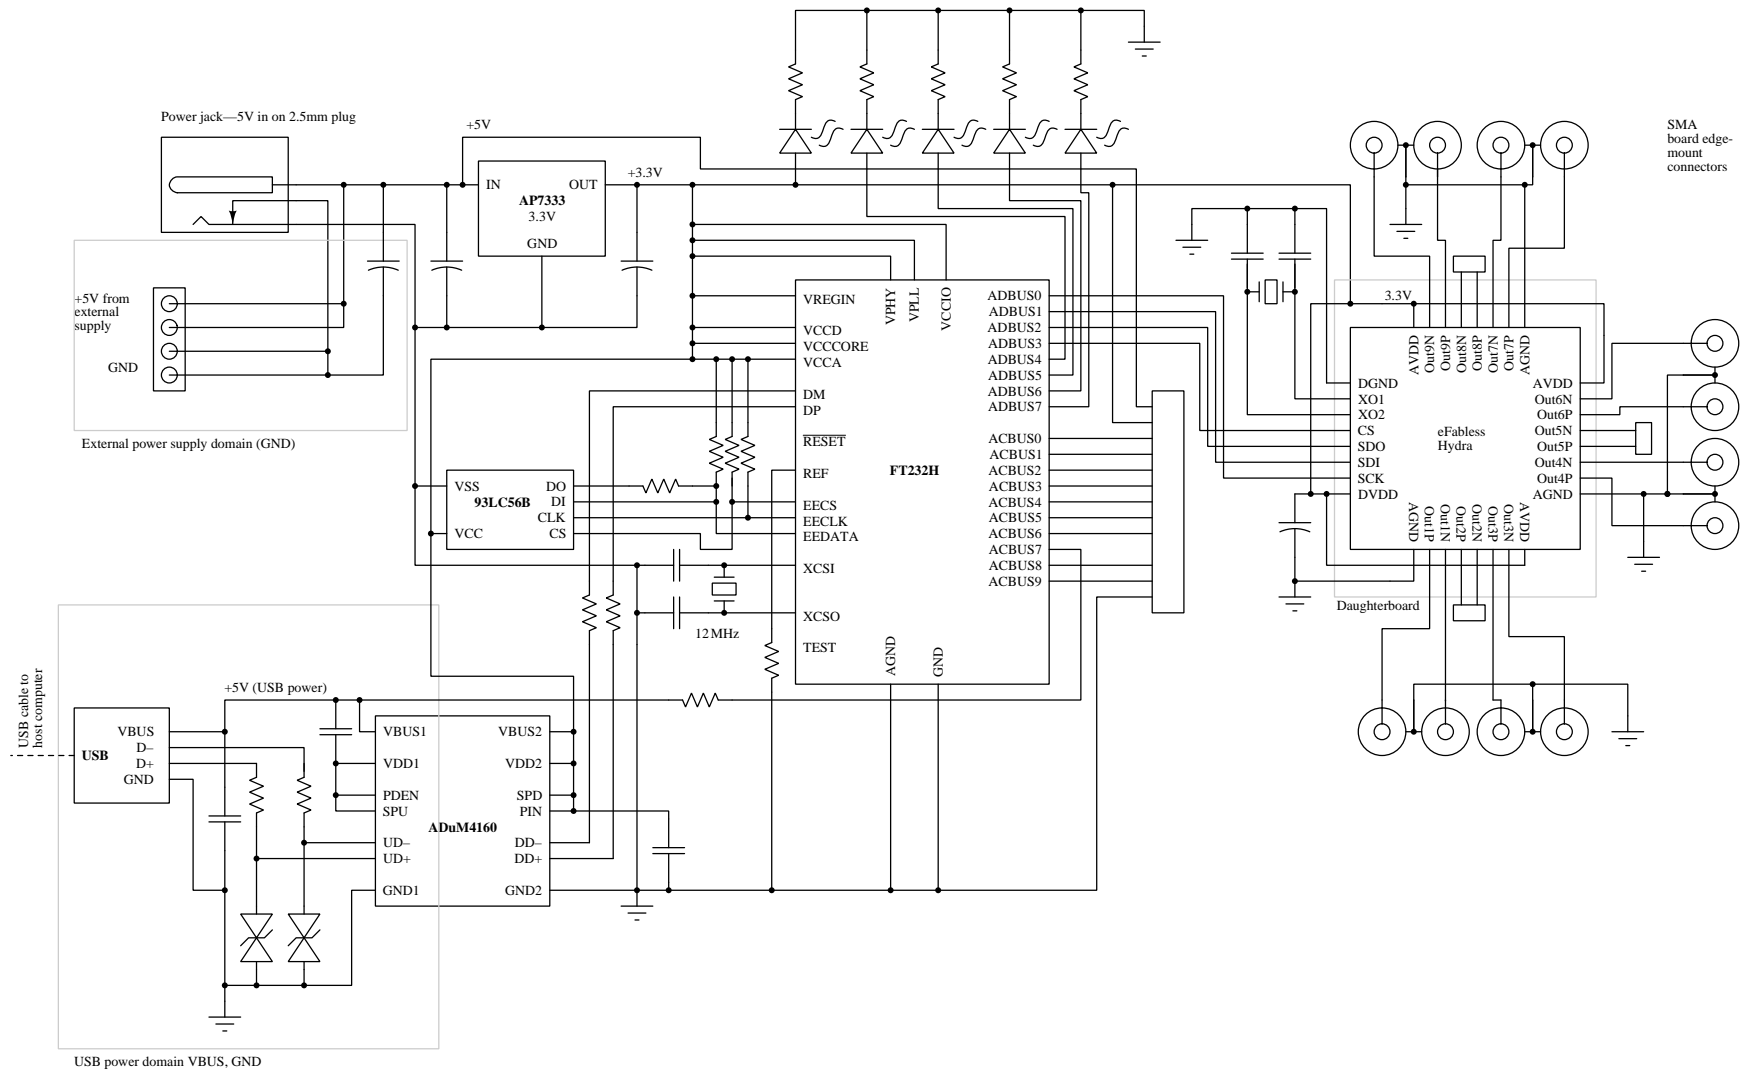 Power jack—5V in on 2.5mm plug
+5V
+3.3V
IN
OUT
AP7333
3.3V
GND
SMA
board edge-
mount
connectors
+5V from
external
supply
GND
External power supply domain (GND)
VREGIN
VCCD
VCCCORE
VCCA
DM
DP
RESET
REF
EECS
EECLK
EEDATA
XCSI
XCSO
TEST
VPHY
VPLL
VCCIO
FT232H
AGND
GND
ADBUS0
ADBUS1
ADBUS2
ADBUS3
ADBUS4
ADBUS5
ADBUS6
ADBUS7
ACBUS0
ACBUS1
ACBUS2
ACBUS3
ACBUS4
ACBUS5
ACBUS6
ACBUS7
ACBUS8
ACBUS9
VSS
VCC
93LC56B
DO
DI
CLK
CS
12MHz
3.3V
AVDD
Out9N
Out9P
Out8N
Out8P
Out7N
Out7P
AGND
DGND
XO1
XO2
CS
SDO
SDI
SCK
DVDD
eFabless
Hydra
AVDD
Out6N
Out6P
Out5N
Out5P
Out4N
Out4P
AGND
AGND
Out1P
Out1N
Out2P
Out2N
Out3P
Out3N
AVDD
Daughterboard
USB cable to
host computer
+5V (USB power)
USB
VBUS
D–
D+
GND
VBUS1
VDD1
PDEN
SPU
UD–
UD+
GND1
ADuM4160
VBUS2
VDD2
SPD
PIN
DD–
DD+
GND2
USB power domain VBUS, GND